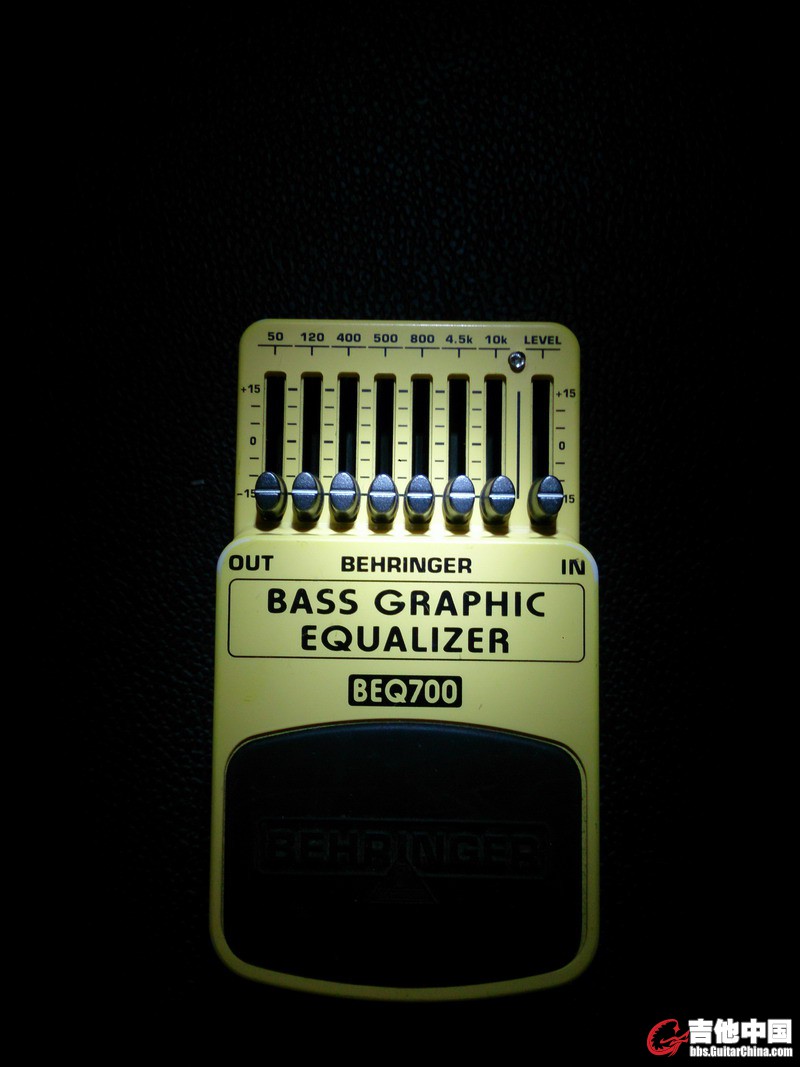 50 120 400 500 800 4.5k 10k LEVEL
+15 +15
0 0
-15 15
OUT BEHRINGER IN
BASS GRAPHIC
EQUALIZER
BEQ700
BEHRINGER
吉他中国
bbs.GuitarChina.com